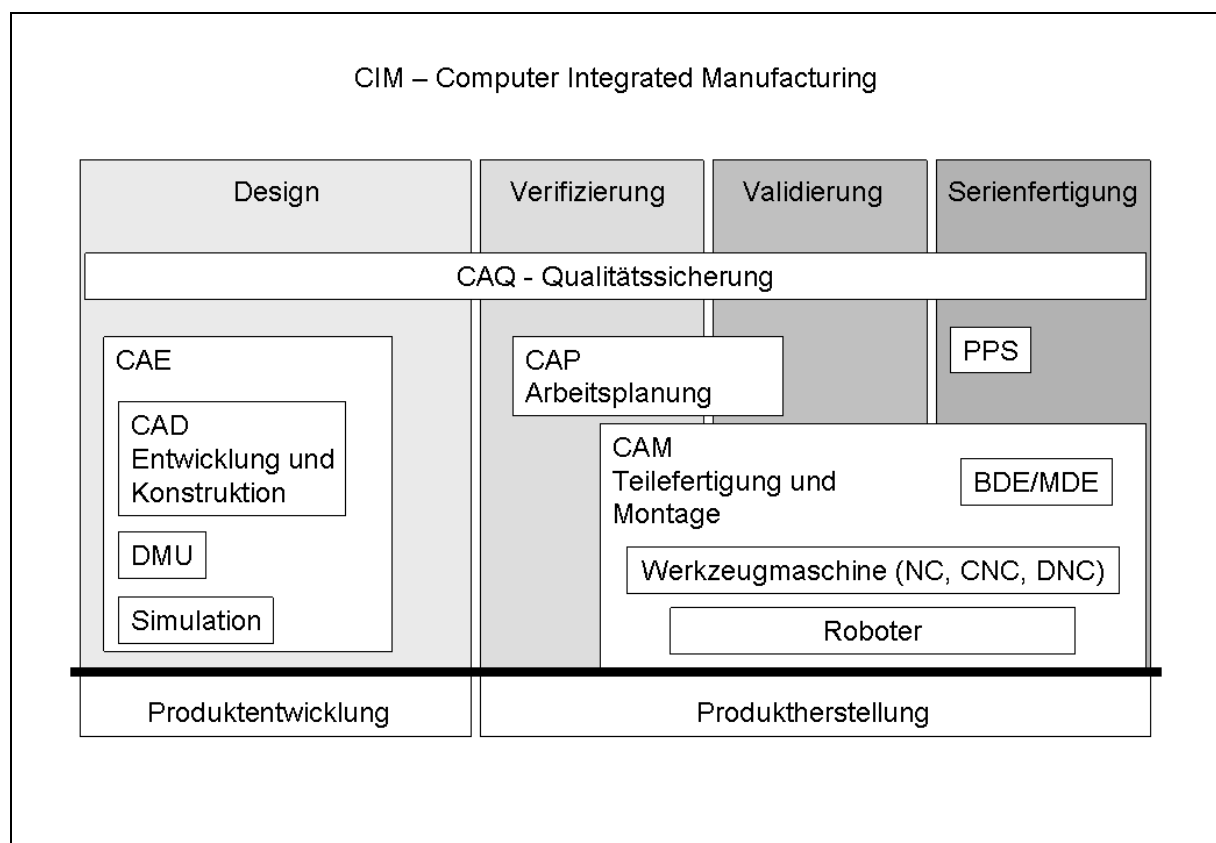 CIM – Computer Integrated Manufacturing
Design
Verifizierung
Validierung
Serienfertigung
CAQ - Qualitätssicherung
CAE
CAD
Entwicklung und
Konstruktion
DMU
Simulation
CAP
Arbeitsplanung
PPS
CAM
Teilefertigung und
Montage
BDE/MDE
Werkzeugmaschine (NC, CNC, DNC)
Roboter
Produktentwicklung
Produktherstellung